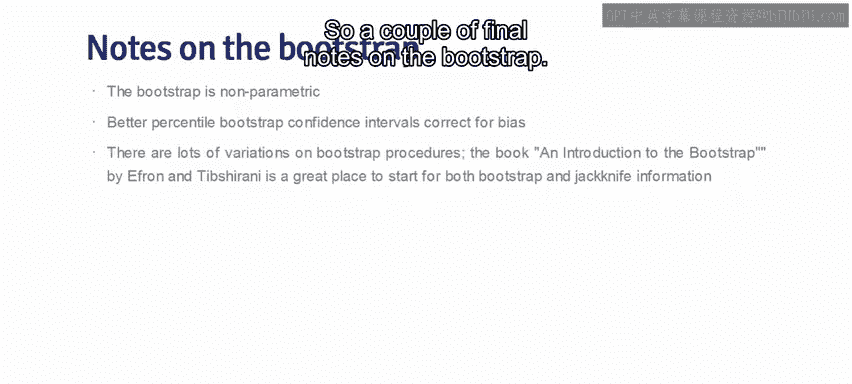 Notes on the bootstrap
So a couple of final
notes on the bootstrap.
· The bootstrap is non-parametric
· Better percentile bootstrap confidence intervals correct for bias
· There are lots of variations on bootstrap procedures; the book "An Introduction to the Bootstrap""
by Efron and Tibshirani is a great place to start for both bootstrap and jackknife information